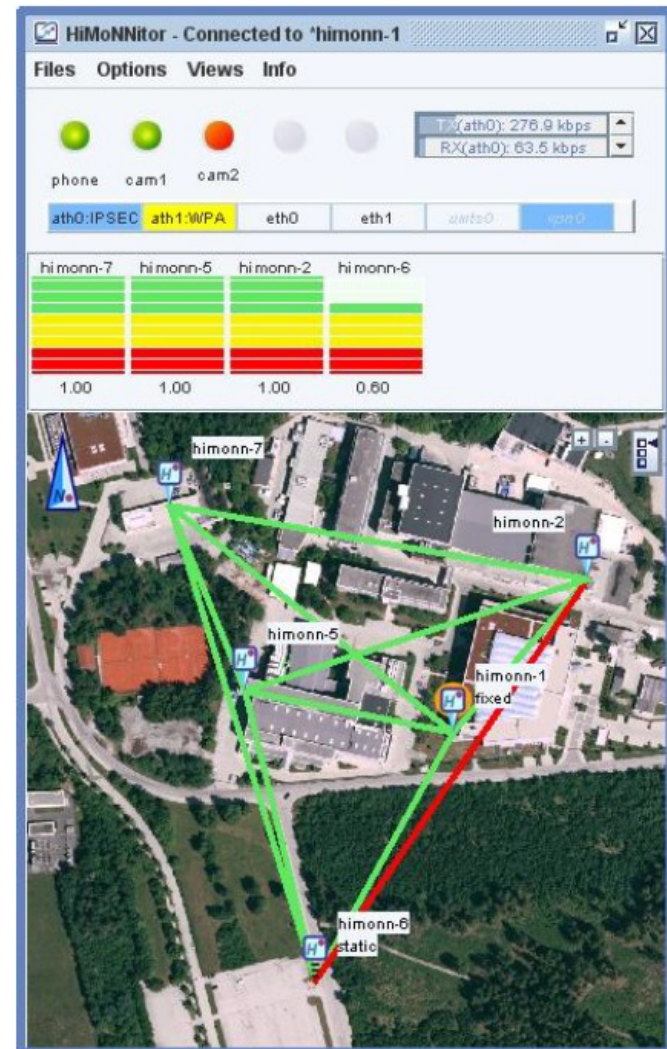 HiMoNNitor - Connected to *himonn-1
Files Options Views Info
TX(ath0): 276.9 kbps
RX(ath0): 63.5 kbps
phone cam1 cam2
ath0:IPSEC ath1:WPA eth0 eth1 umts0 vpn0
himonn-7 himonn-5 himonn-2 himonn-6
1.00 1.00 1.00 0.60
himonn-7
+ -
N
H
himonn-2
H
himonn-5
H
himonn-1
fixed
H
himonn-6
static
H